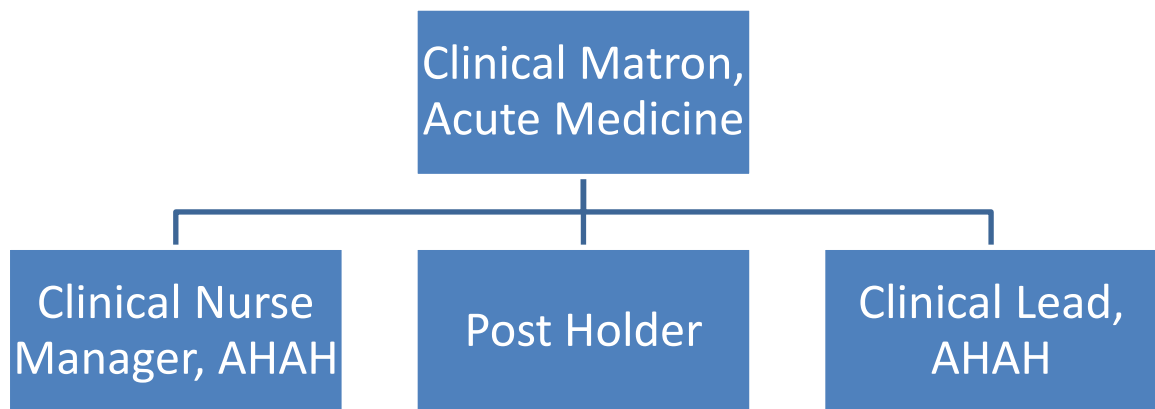 Clinical Matron,
Acute Medicine
Clinical Nurse
Manager, AHAH
Post Holder
Clinical Lead,
AHAH